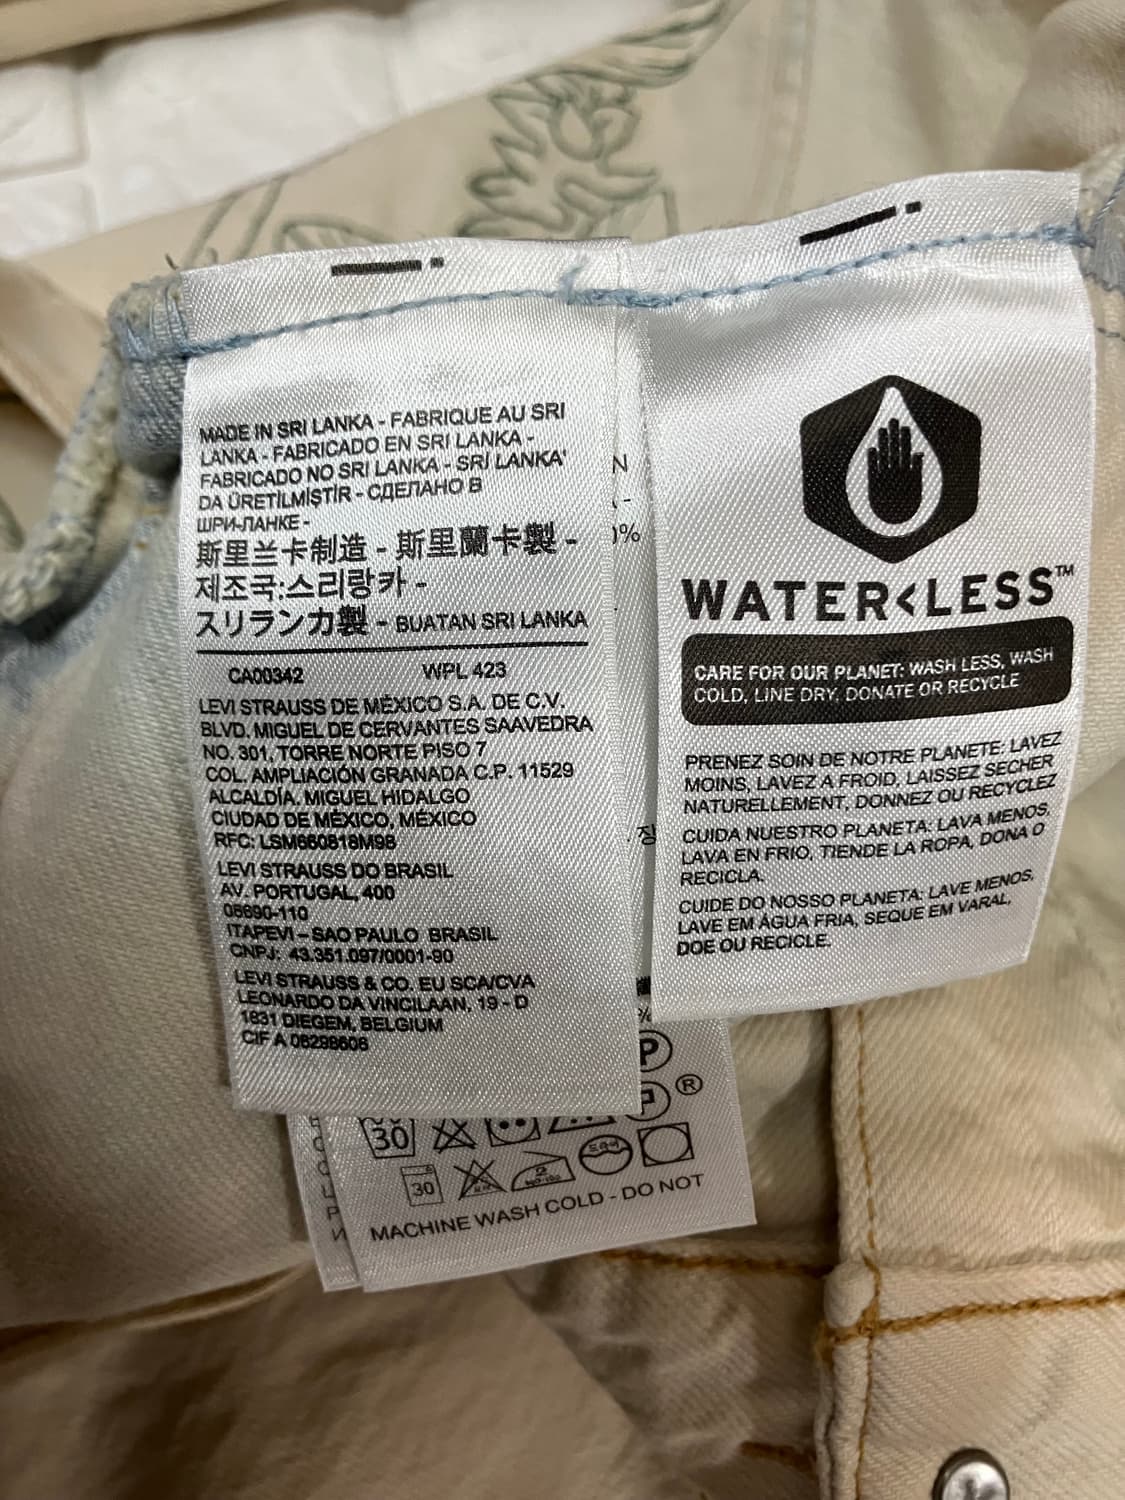 MADE IN SRI LANKA - FABRIQUE AU SRI
LANKA - FABRICADO EN SRI LANKA -
FABRICADO NO SRI LANKA - SRİ LANKA'
DA ÜRETİLMİŞTİR - СДЕЛАНО В
ШРИ-ЛАНКЕ -
斯里兰卡制造 - 斯里蘭卡製 -
제조국:스리랑카 -
スリランカ製 - BUATAN SRI LANKA
CA00342 WPL 423
LEVI STRAUSS DE MÉXICO S.A. DE C.V.
BLVD. MIGUEL DE CERVANTES SAAVEDRA
NO. 301, TORRE NORTE PISO 7
COL. AMPLIACIÓN GRANADA C.P. 11529
ALCALDÍA. MIGUEL HIDALGO
CIUDAD DE MÉXICO, MÉXICO
RFC: LSM660818M98
LEVI STRAUSS DO BRASIL
AV. PORTUGAL, 400
06690-110
ITAPEVI – SAO PAULO BRASIL
CNPJ: 43.351.097/0001-90
LEVI STRAUSS & CO. EU SCA/CVA
LEONARDO DA VINCILAAN, 19 - D
1831 DIEGEM, BELGIUM
CIF A 06298608
WATER<LESS™
CARE FOR OUR PLANET: WASH LESS, WASH
COLD, LINE DRY, DONATE OR RECYCLE
PRENEZ SOIN DE NOTRE PLANETE: LAVEZ
MOINS, LAVEZ A FROID, LAISSEZ SECHER
NATURELLEMENT, DONNEZ OU RECYCLEZ
CUIDA NUESTRO PLANETA: LAVA MENOS,
LAVA EN FRIO, TIENDE LA ROPA, DONA O
RECICLA.
CUIDE DO NOSSO PLANETA: LAVE MENOS,
LAVE EM ÁGUA FRIA, SEQUE EM VARAL,
DOE OU RECICLE.
P
®
30
30
MACHINE WASH COLD - DO NOT